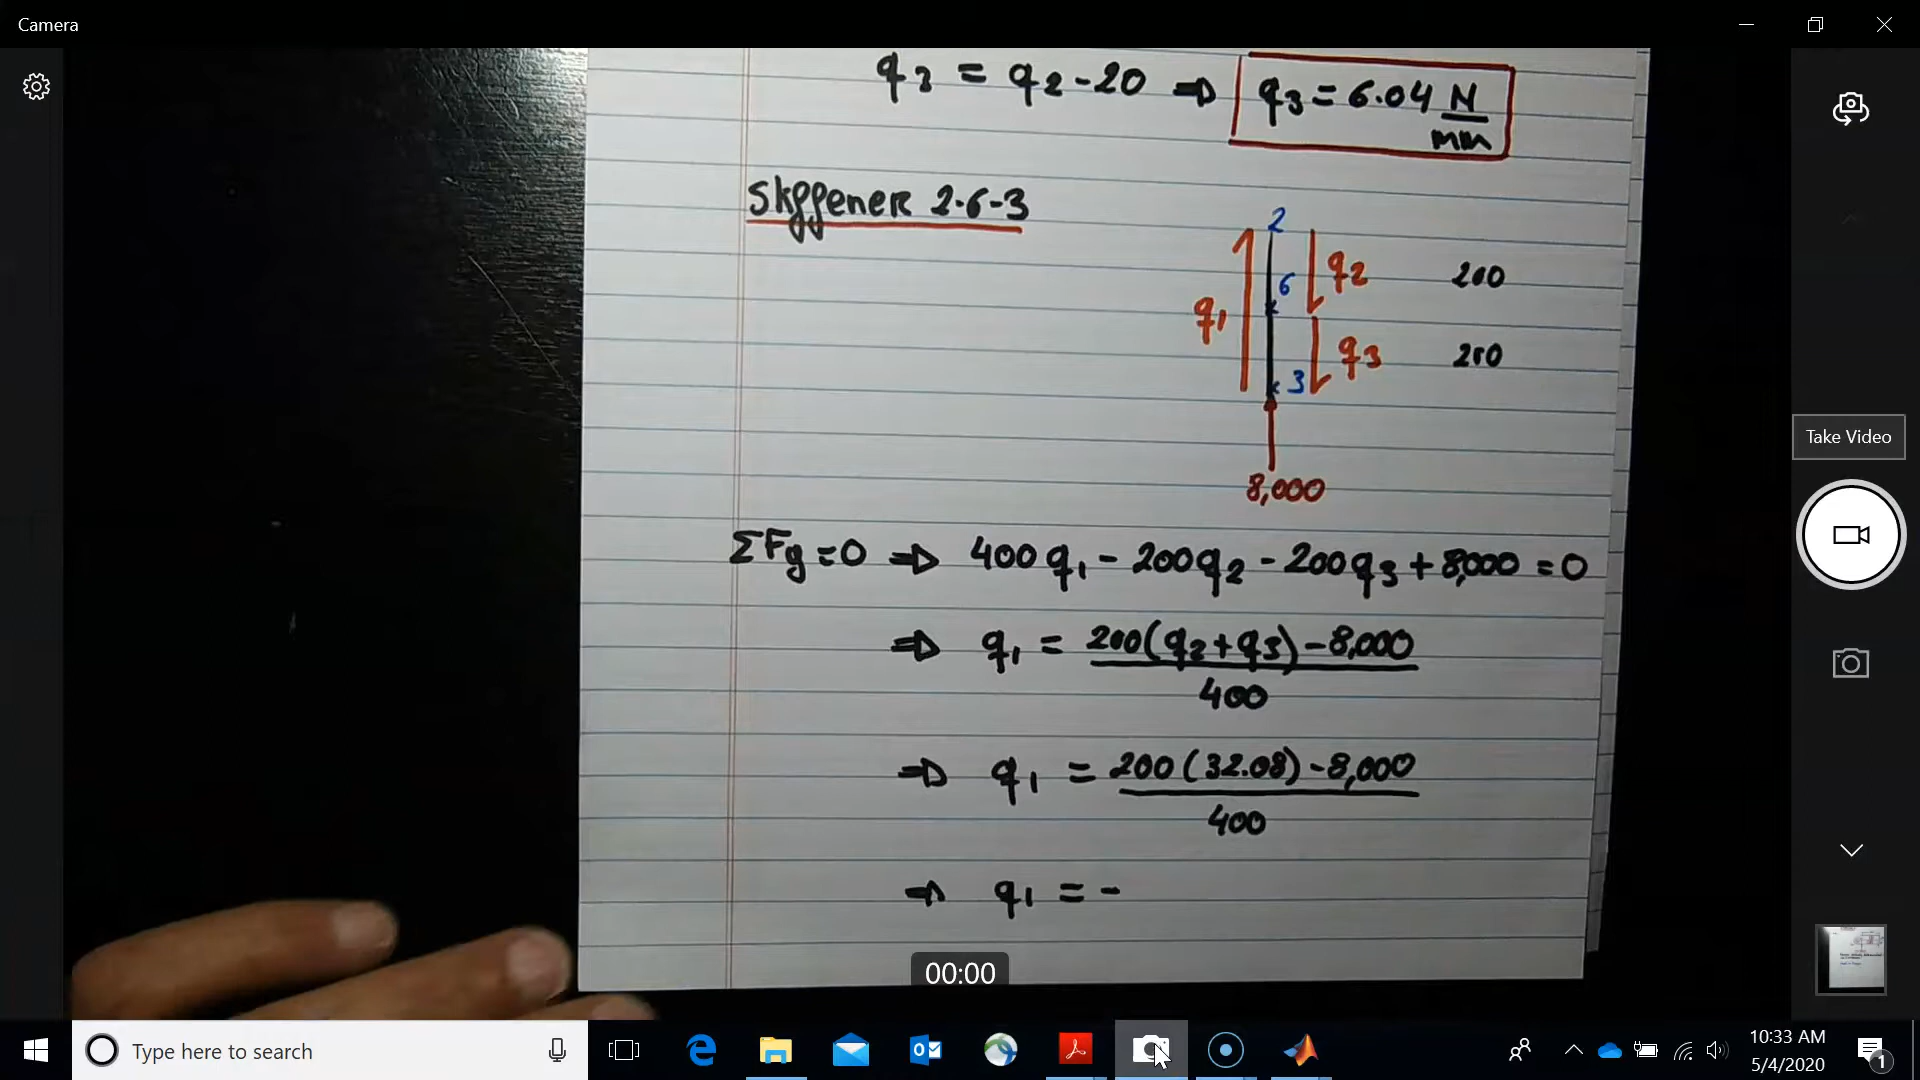 Camera
q3 = q2-20 ⇒ q3 = 6.04 N/mm
Stiffener 2-6-3
2
q2 200
6
q1
q3 200
3
8,000
ΣFy=0 ⇒ 400q1 - 200q2 - 200q3 + 8,000 = 0
⇒ q1 = 200(q2+q3) - 8,000 / 400
⇒ q1 = 200(32.08) - 8,000 / 400
⇒ q1 = -
Take Video
00:00
Type here to search
10:33 AM
5/4/2020
1